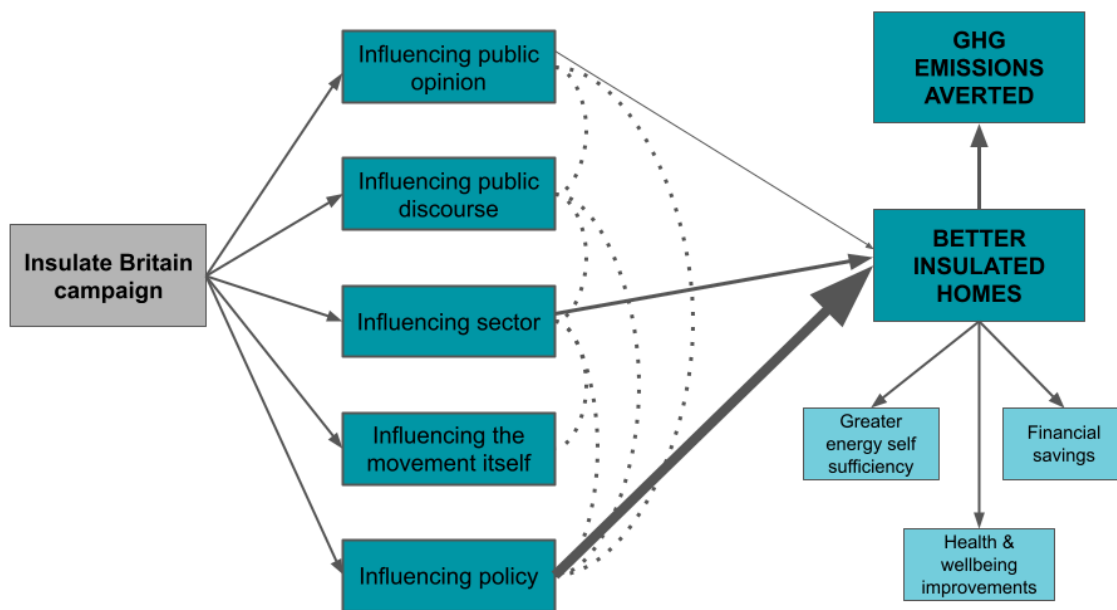 Insulate Britain
campaign
Influencing public
opinion
Influencing public
discourse
Influencing sector
Influencing the
movement itself
Influencing policy
GHG
EMISSIONS
AVERTED
BETTER
INSULATED
HOMES
Greater
energy self
sufficiency
Financial
savings
Health &
wellbeing
improvements